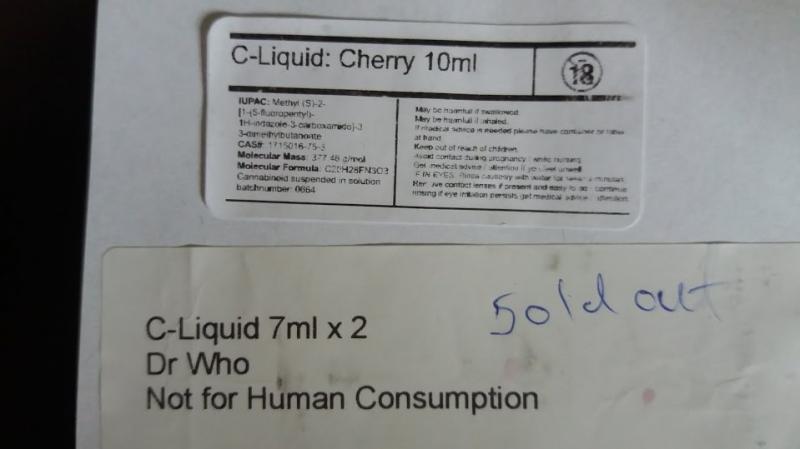 C-Liquid: Cherry 10ml
18
IUPAC: Methyl (S)-2-
[1-(5-fluoropentyl)-
1H-indazole-3-carboxamido]-3
3-dimethylbutanoate
CAS#: 1715016-75-3
Molecular Mass: 377.46 g/mol
Molecular Formula: C20H28FN3O3
Cannabinoid suspended in solution
batchnumber: 0664
May be harmful if swallowed.
May be harmful if inhaled.
If medical advice is needed please have container or
at hand.
Keep out of reach of children.
Avoid contact during pregnancy / while nursing
Get medical advice / attention if you feel unwell
IF IN EYES: Rinse cautiously with water for several minutes.
Remove contact lenses if present and easy to do - continue
rinsing if eye irritation persists get medical advice / attention
Sold out
C-Liquid 7ml x 2
Dr Who
Not for Human Consumption